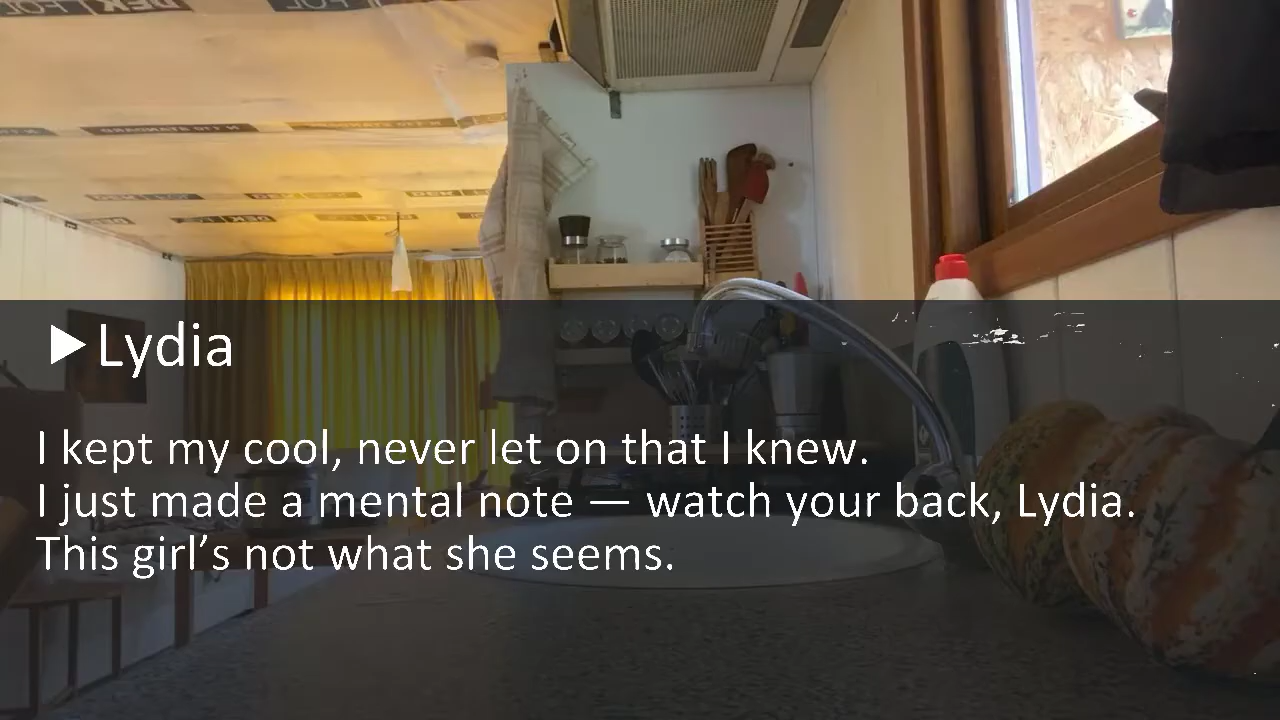 ▶Lydia
I kept my cool, never let on that I knew.
I just made a mental note — watch your back, Lydia.
This girl’s not what she seems.